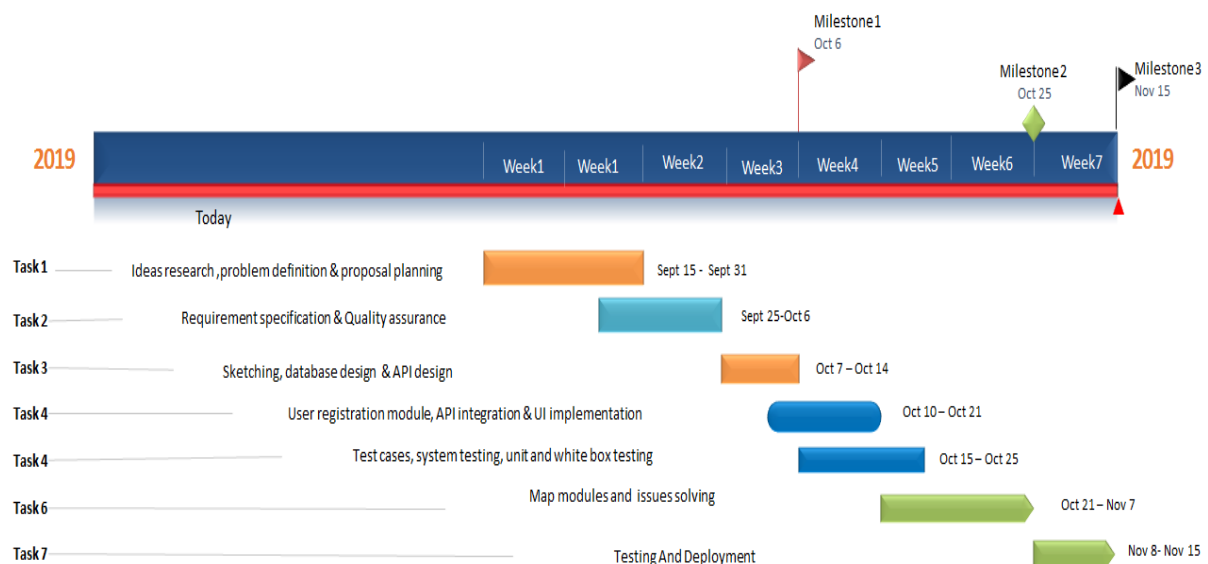 Milestone1
Oct 6
Milestone2
Oct 25
Milestone3
Nov 15
2019
Week1 Week1 Week2 Week3 Week4 Week5 Week6 Week7
2019
Today
Task 1 Ideas research ,problem definition & proposal planning Sept 15 - Sept 31
Task 2 Requirement specification & Quality assurance Sept 25-Oct 6
Task 3 Sketching, database design & API design Oct 7 – Oct 14
Task 4 User registration module, API integration & UI implementation Oct 10 – Oct 21
Task 4 Test cases, system testing, unit and white box testing Oct 15 – Oct 25
Task 6 Map modules and issues solving Oct 21 – Nov 7
Task 7 Testing And Deployment Nov 8- Nov 15